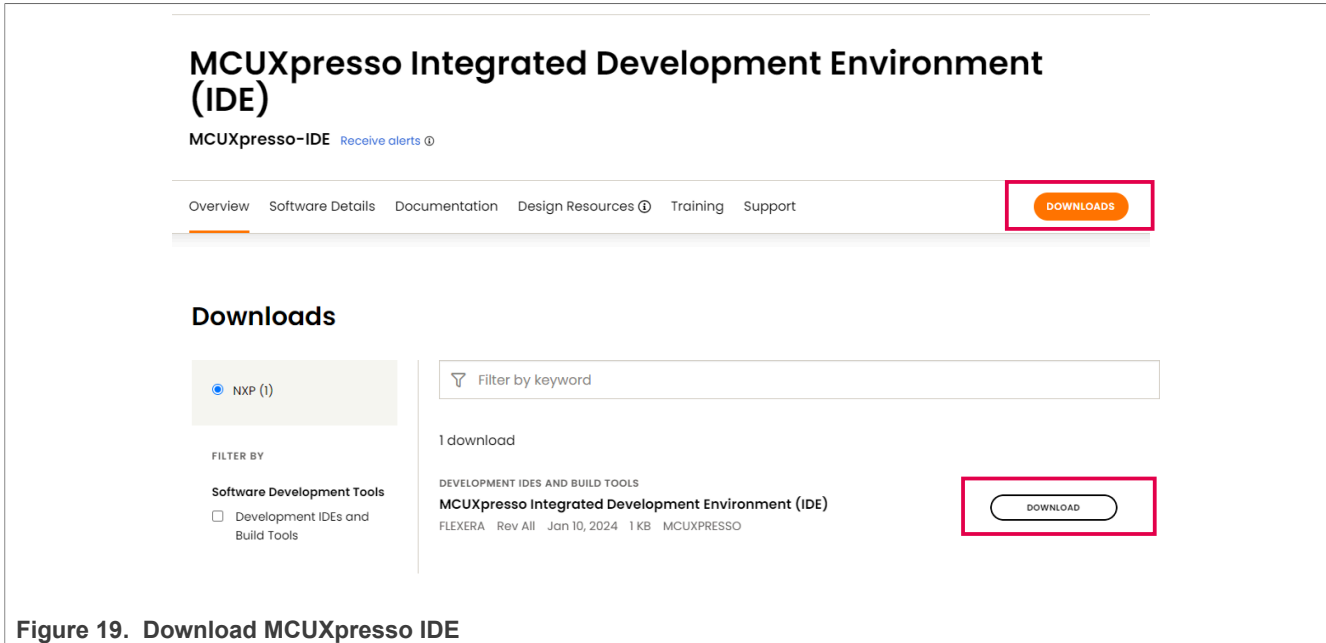 MCUXpresso Integrated Development Environment
(IDE)
MCUXpresso-IDE Receive alerts
Overview Software Details Documentation Design Resources Training Support DOWNLOADS
Downloads
NXP (1)
Filter by keyword
1 download
FILTER BY
Software Development Tools
Development IDEs and
Build Tools
DEVELOPMENT IDES AND BUILD TOOLS
MCUXpresso Integrated Development Environment (IDE)
FLEXERA Rev All Jan 10, 2024 1 KB MCUXPRESSO
DOWNLOAD
Figure 19. Download MCUXpresso IDE